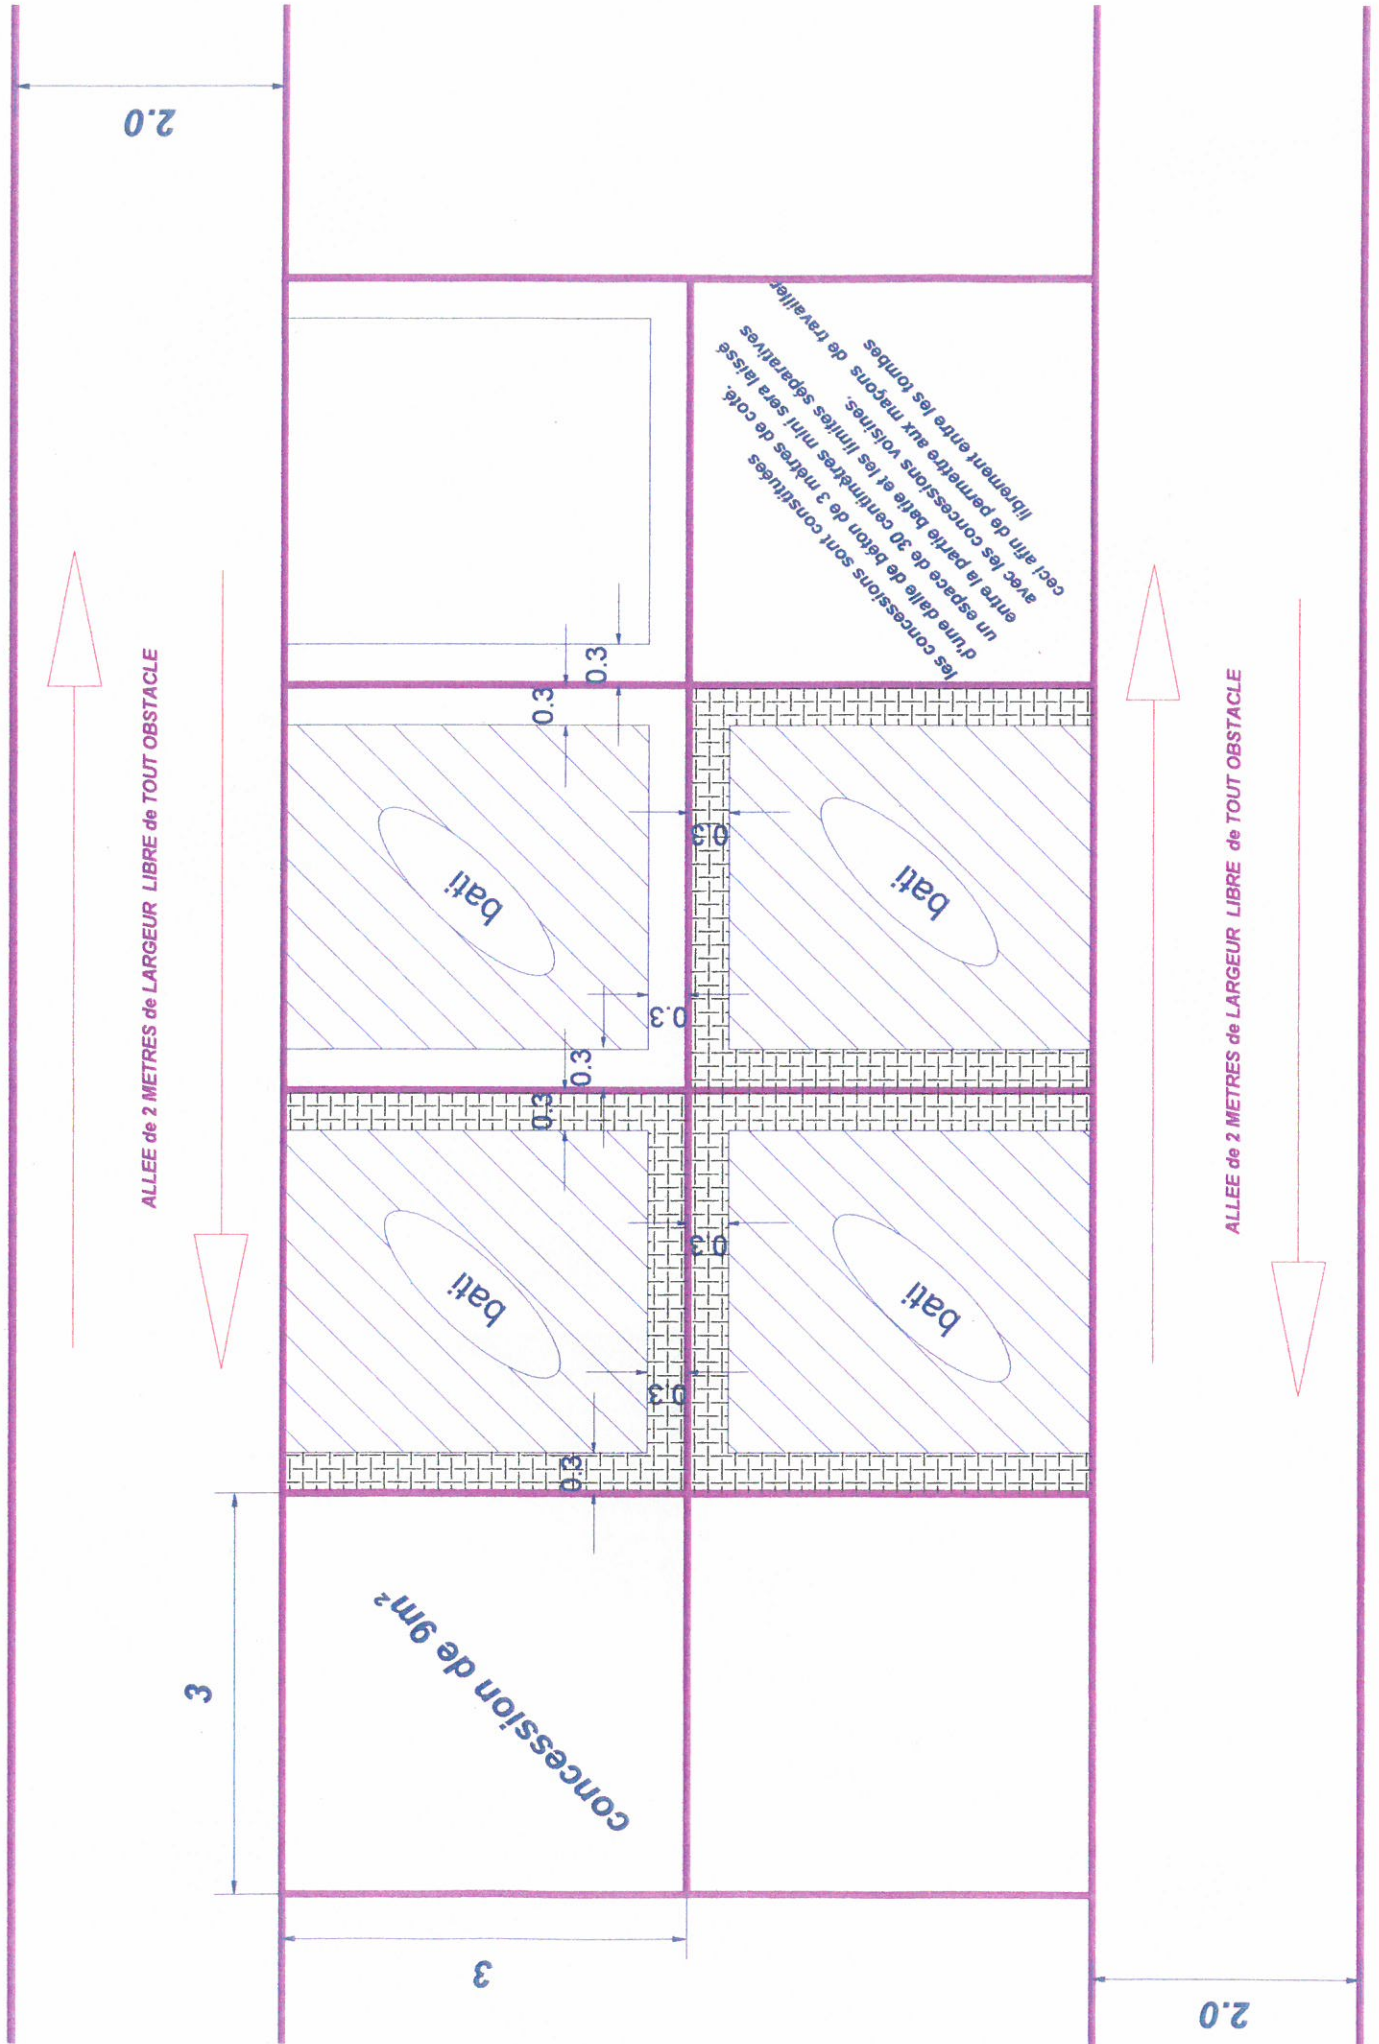 2.0
ALLEE de 2 METRES de LARGEUR LIBRE de TOUT OBSTACLE
les concessions sont constituées
d'une dalle de béton de 3 mètres de coté.
un espace de 30 centimètres mini sera laissé
entre la partie batie et les limites séparatives
avec les concessions voisines.
ceci afin de permettre aux maçons de travailler
librement entre les tombes
0.3
0.3
bati
0.3
bati
0.3
0.3
0.3
bati
0.3
bati
0.3
0.3
ALLEE de 2 METRES de LARGEUR LIBRE de TOUT OBSTACLE
concession de 9m²
3
3
2.0